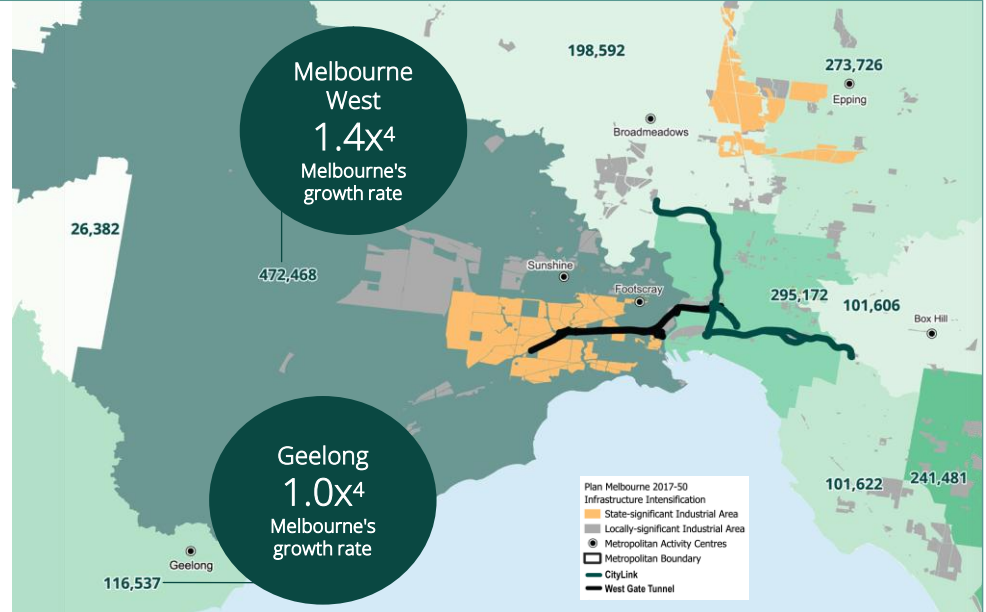 Melbourne
West
1.4x4
Melbourne's
growth rate
198,592
273,726
Epping
Broadmeadows
26,382
472,468
Sunshine
Footscray
295,172
101,606
Box Hill
Geelong
1.0x4
Melbourne's
growth rate
101,622
241,481
Geelong
116,537
Plan Melbourne 2017-50
Infrastructure Intensification
State-significant Industrial Area
Locally-significant Industrial Area
Metropolitan Activity Centres
Metropolitan Boundary
CityLink
West Gate Tunnel